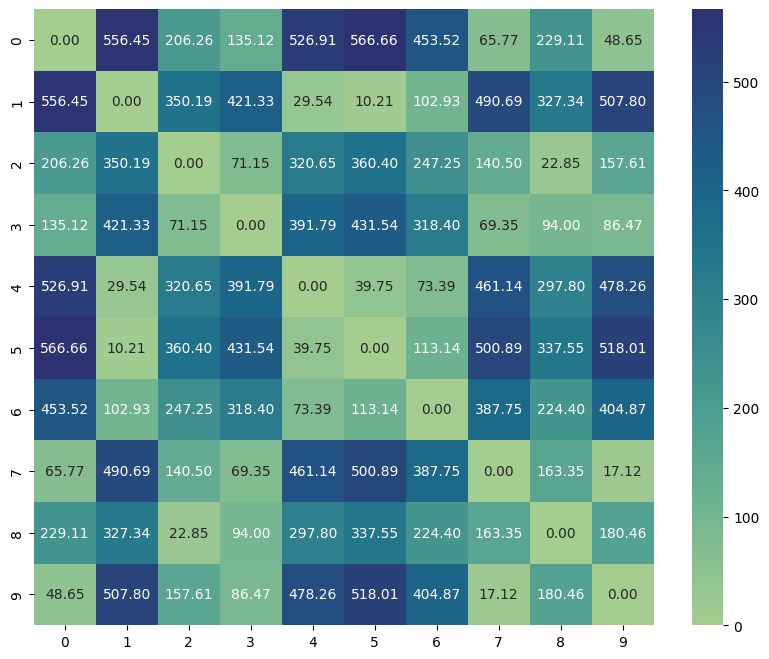 0 0.00 556.45 206.26 135.12 526.91 566.66 453.52 65.77 229.11 48.65
1 556.45 0.00 350.19 421.33 29.54 10.21 102.93 490.69 327.34 507.80
2 206.26 350.19 0.00 71.15 320.65 360.40 247.25 140.50 22.85 157.61
3 135.12 421.33 71.15 0.00 391.79 431.54 318.40 69.35 94.00 86.47
4 526.91 29.54 320.65 391.79 0.00 39.75 73.39 461.14 297.80 478.26
5 566.66 10.21 360.40 431.54 39.75 0.00 113.14 500.89 337.55 518.01
6 453.52 102.93 247.25 318.40 73.39 113.14 0.00 387.75 224.40 404.87
7 65.77 490.69 140.50 69.35 461.14 500.89 387.75 0.00 163.35 17.12
8 229.11 327.34 22.85 94.00 297.80 337.55 224.40 163.35 0.00 180.46
9 48.65 507.80 157.61 86.47 478.26 518.01 404.87 17.12 180.46 0.00
0 1 2 3 4 5 6 7 8 9
500
400
300
200
100
0